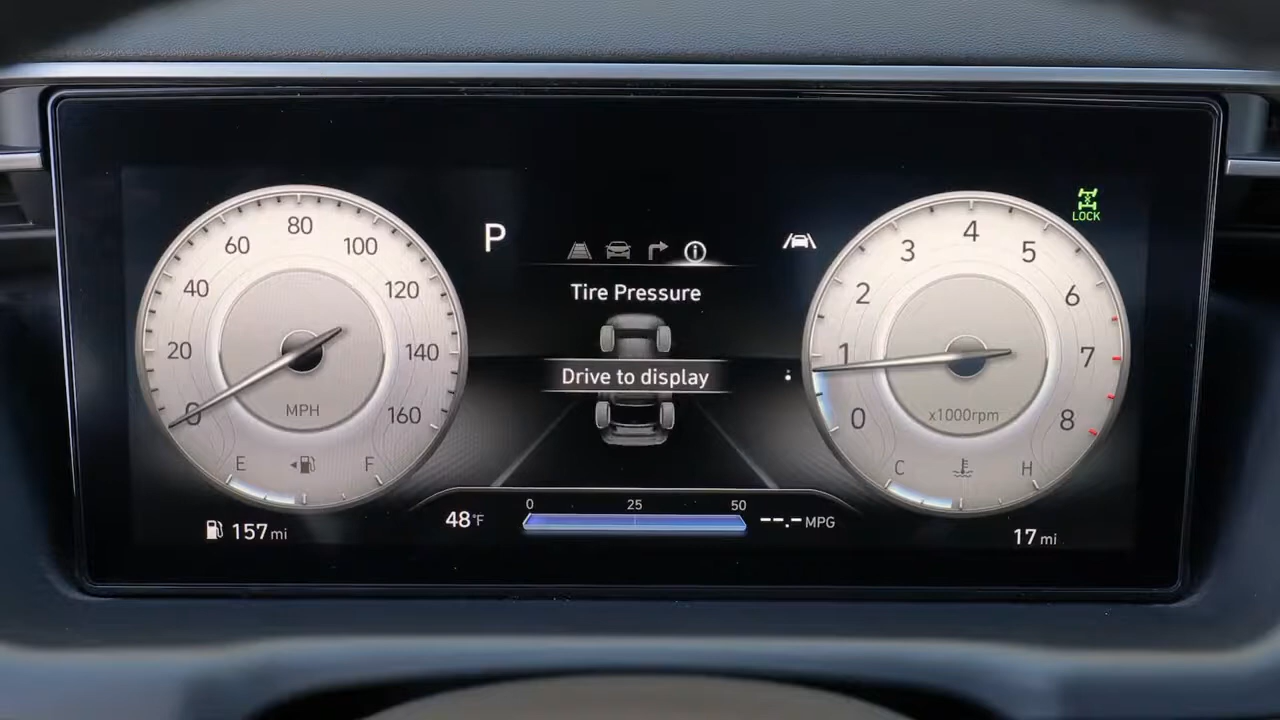 80
60
100
40
120
20
140
0
160
MPH
E
F
157 mi
P
Tire Pressure
Drive to display
0 25 50
48°F
--.- MPG
LOCK
4
3
5
2
6
1
7
0
8
x1000rpm
C
H
17 mi